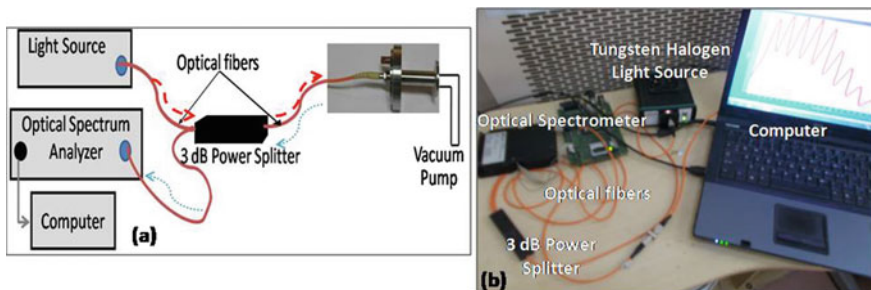 Light Source
Optical fibers
Optical Spectrum
Analyzer
3 dB Power Splitter
Vacuum
Pump
Computer
(a)
Tungsten Halogen
Light Source
Optical Spectrometer
Computer
Optical fibers
3 dB Power
Splitter
(b)